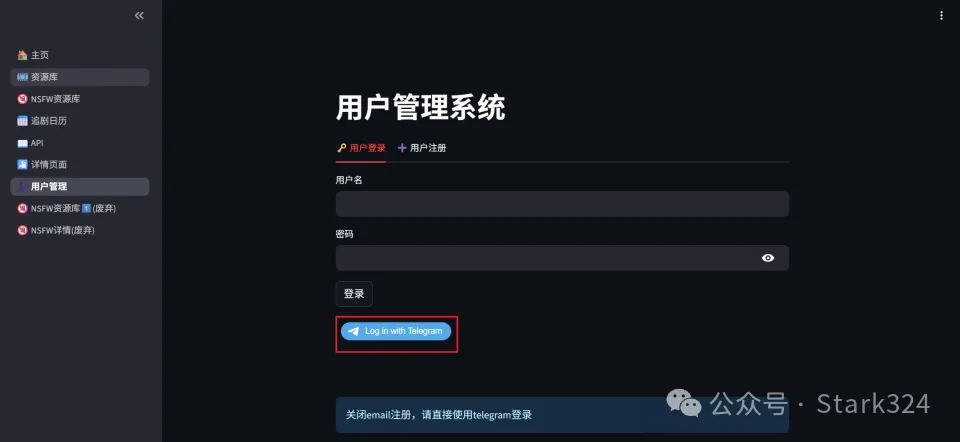 主页
资源库
NSFW资源库
追剧日历
API
详情页面
用户管理
NSFW资源库1(废弃)
NSFW详情(废弃)
用户管理系统
用户登录 用户注册
用户名
密码
登录
Log in with Telegram
关闭email注册，请直接使用telegram登录
公众号 · Stark324